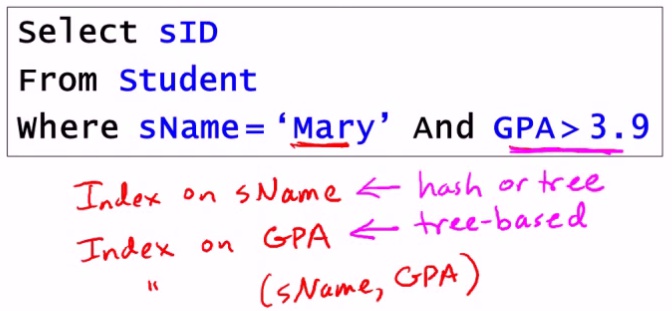 Select sID
From Student
Where sName = ‘Mary’ And GPA > 3.9
Index on sName ← hash or tree
Index on GPA ← tree-based
" (sName, GPA)